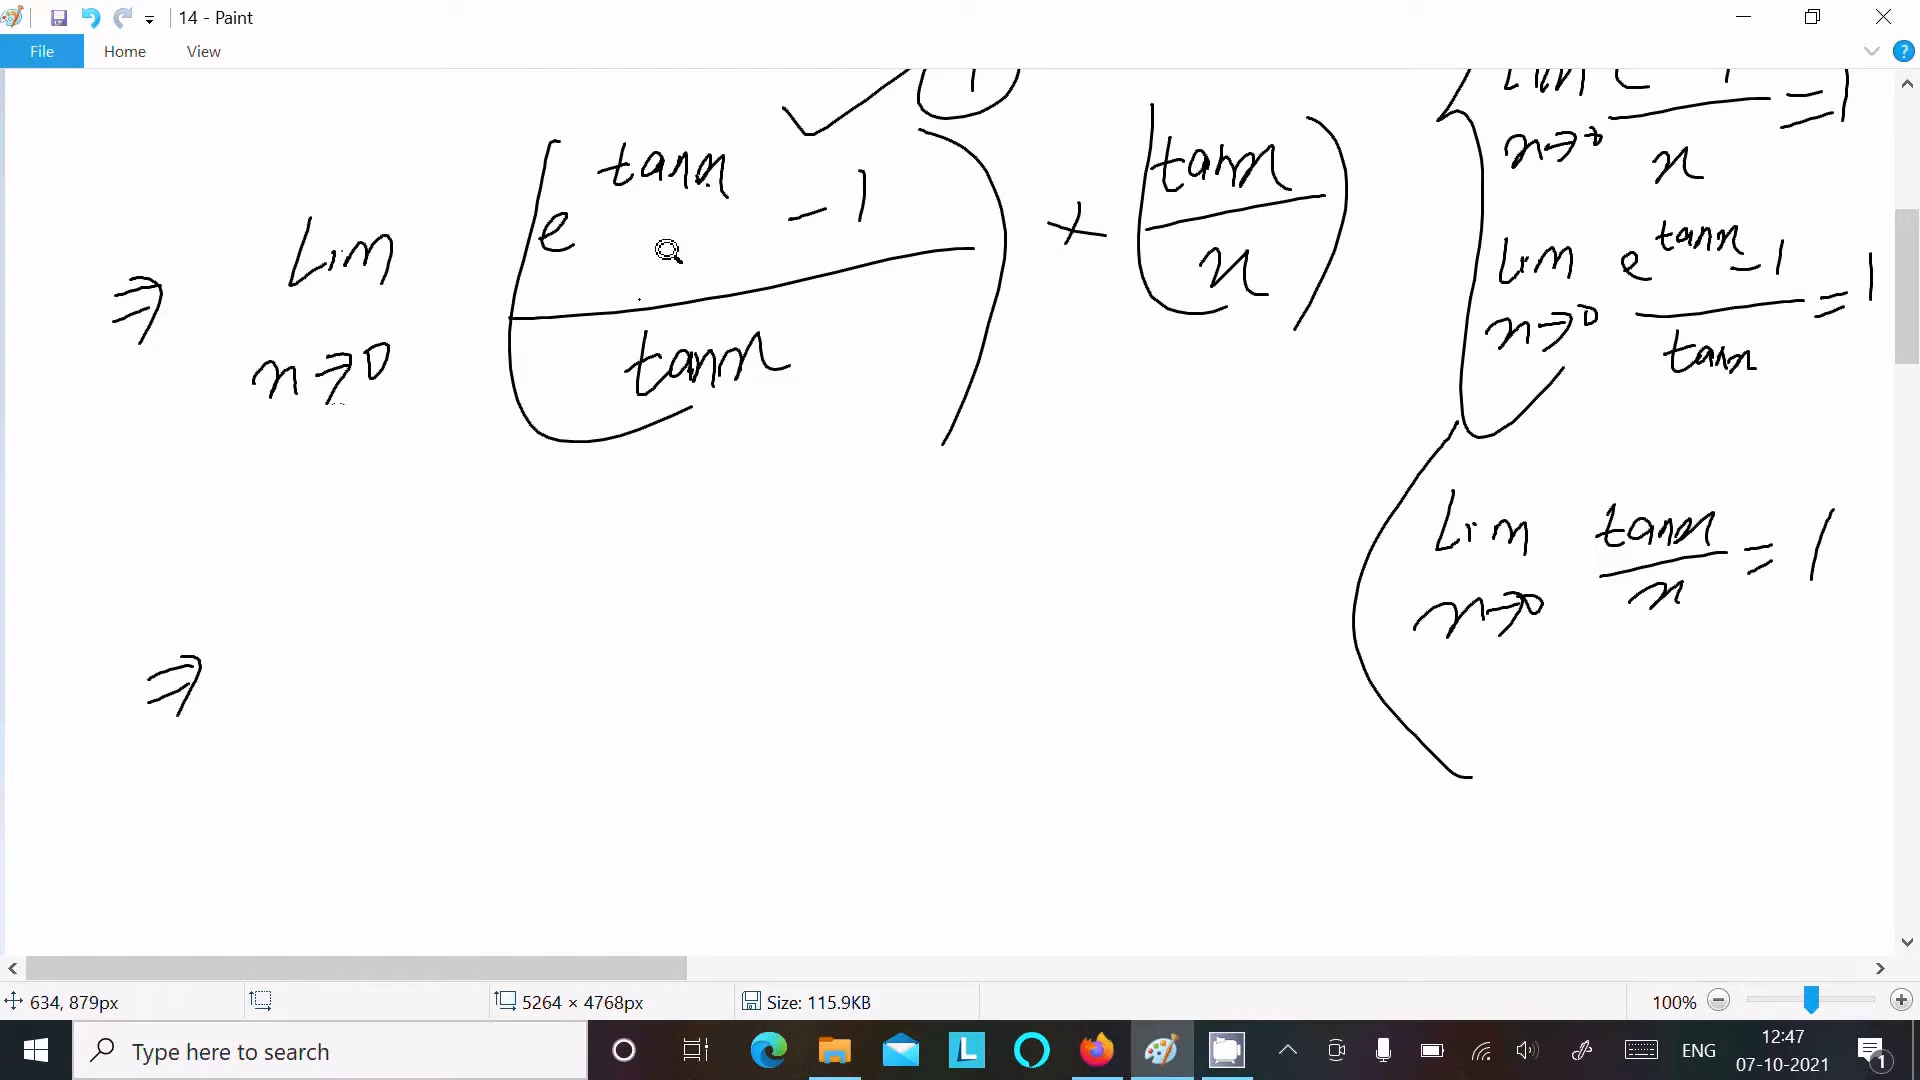 14 - Paint
File Home View
1
Lim e - 1 = 1
x→0 x
⇒ Lim e^tanx - 1 × tanx
x→0 tanx x
Lim e^tanx - 1 = 1
x→0 tanx
Lim tanx = 1
x→0 x
⇒
634, 879px 5264 × 4768px Size: 115.9KB 100%
Type here to search L ENG 12:47
07-10-2021 1